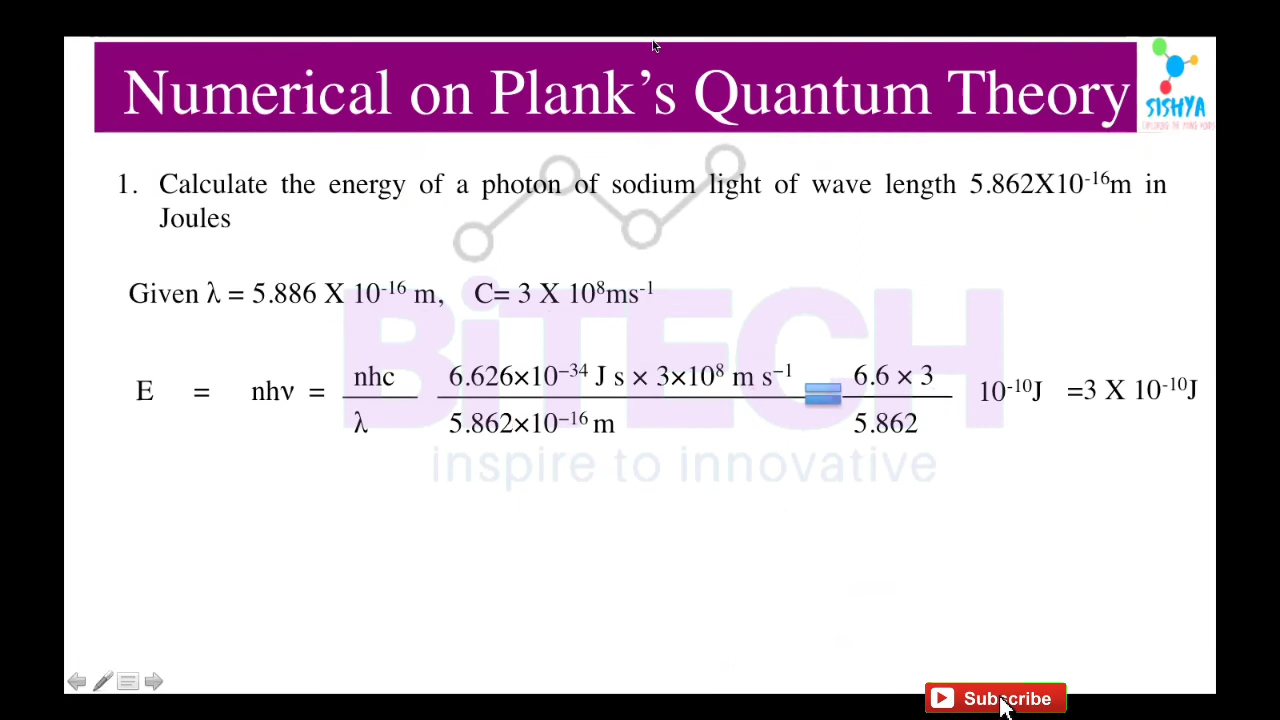 Numerical on Plank's Quantum Theory
SISHYA
1. Calculate the energy of a photon of sodium light of wave length 5.862X10⁻¹⁶m in
Joules
Given λ = 5.886 X 10⁻¹⁶ m, C= 3 X 10⁸ms⁻¹
E = nhν = nhc / λ 6.626×10⁻³⁴ J s × 3×10⁸ m s⁻¹ / 5.862×10⁻¹⁶ m = 6.6 × 3 / 5.862 10⁻¹⁰J =3 X 10⁻¹⁰J
BiTECH
inspire to innovative
Subscribe